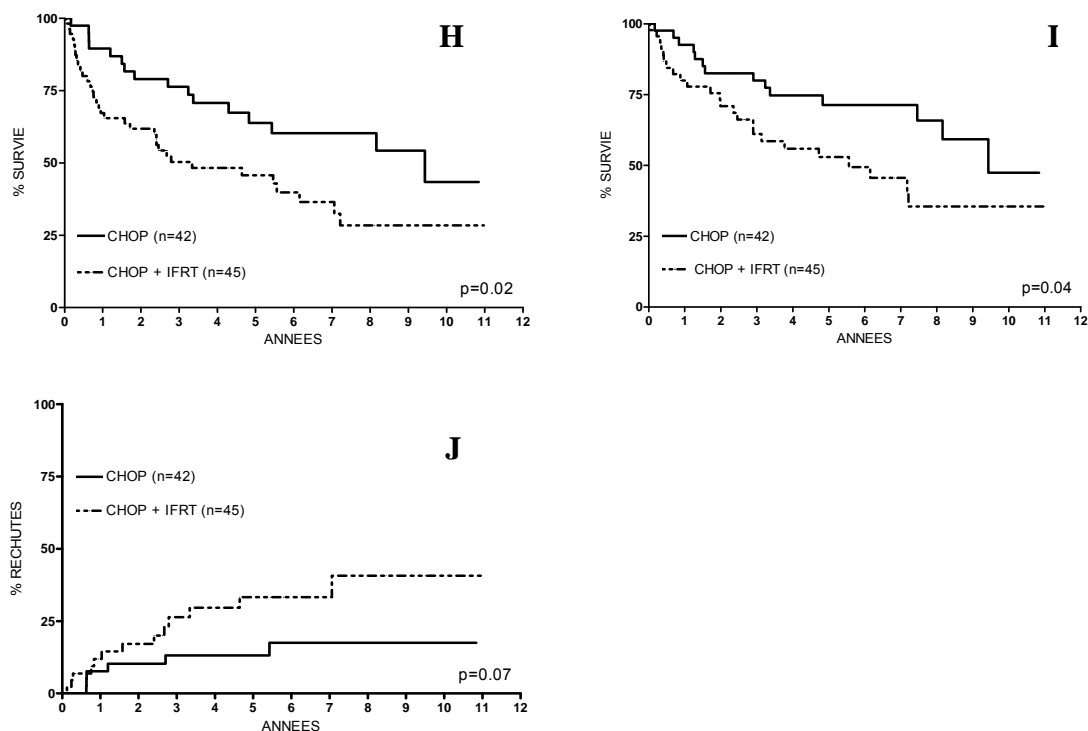 H
100
75
50
25
0
% SURVIE
CHOP (n=42)
CHOP + IFRT (n=45)
p=0.02
0 1 2 3 4 5 6 7 8 9 10 11 12
ANNEES
I
100
75
50
25
0
% SURVIE
CHOP (n=42)
CHOP + IFRT (n=45)
p=0.04
0 1 2 3 4 5 6 7 8 9 10 11 12
ANNEES
J
100
75
50
25
0
% RECHUTES
CHOP (n=42)
CHOP + IFRT (n=45)
p=0.07
0 1 2 3 4 5 6 7 8 9 10 11 12
ANNEES